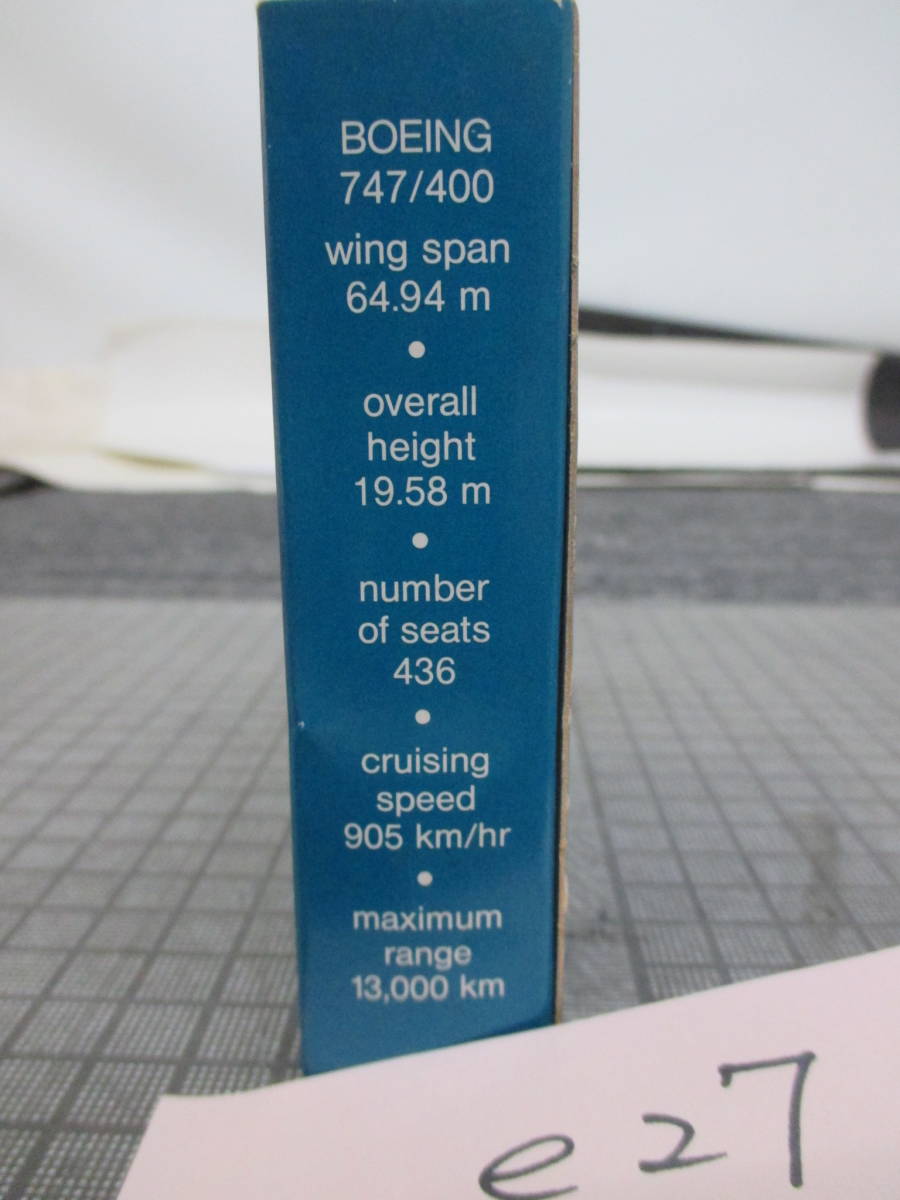 BOEING
747/400
wing span
64.94 m
•
overall
height
19.58 m
•
number
of seats
436
•
cruising
speed
905 km/hr
•
maximum
range
13,000 km
e27